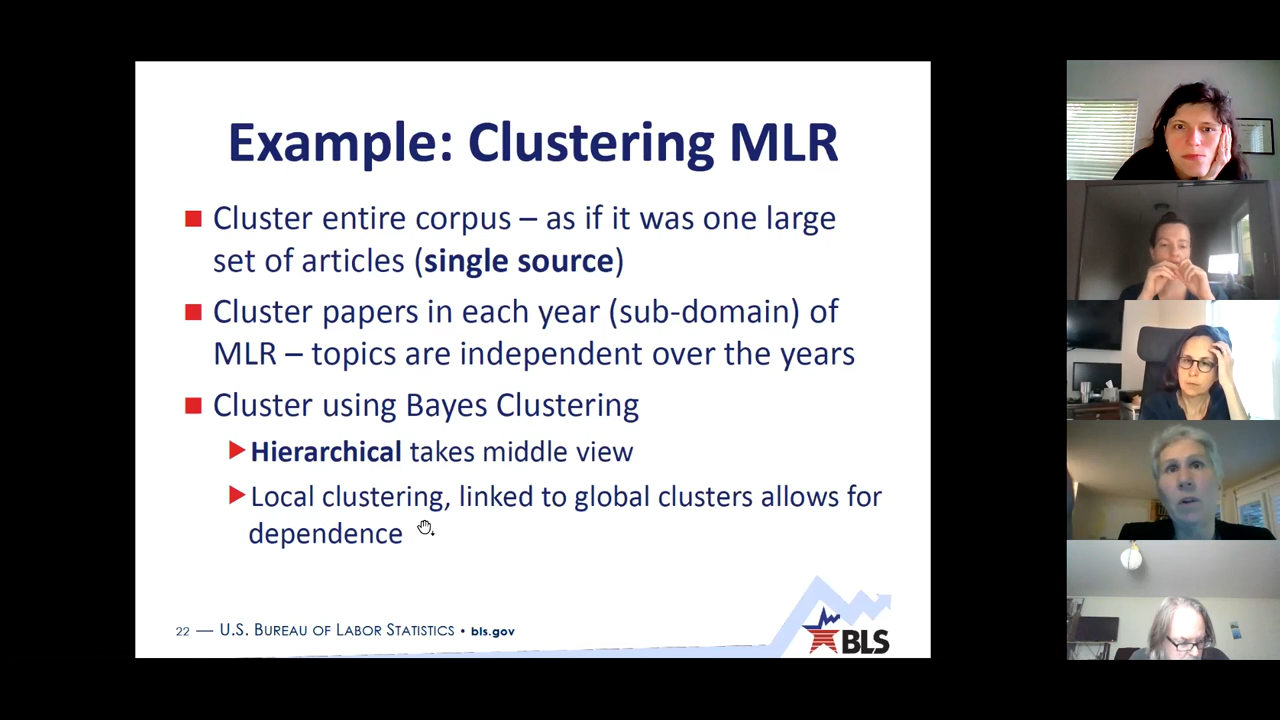 Example: Clustering MLR
Cluster entire corpus – as if it was one large
set of articles (single source)
Cluster papers in each year (sub-domain) of
MLR – topics are independent over the years
Cluster using Bayes Clustering
Hierarchical takes middle view
Local clustering, linked to global clusters allows for
dependence
22 — U.S. BUREAU OF LABOR STATISTICS • bls.gov
BLS